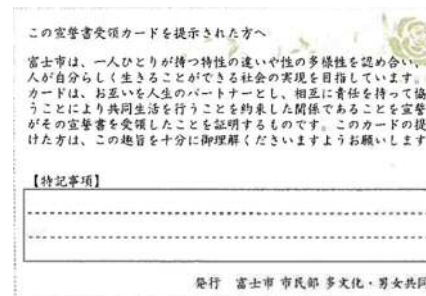 この宣誓書受領カードを提示された方へ
富士市は、一人ひとりが持つ特性の違いや性の多様性を認め合い、
人が自分らしく生きることができる社会の実現を目指しています。
カードは、お互いを人生のパートナーとし、相互に責任を持って協
うことにより共同生活を行うことを約束した関係であることを宣誓
がその宣誓書を受領したことを証明するものです。このカードの提
けた方は、この趣旨を十分に御理解くださいますようお願いします
【特記事項】
発行 富士市 市民部 多文化・男女共同